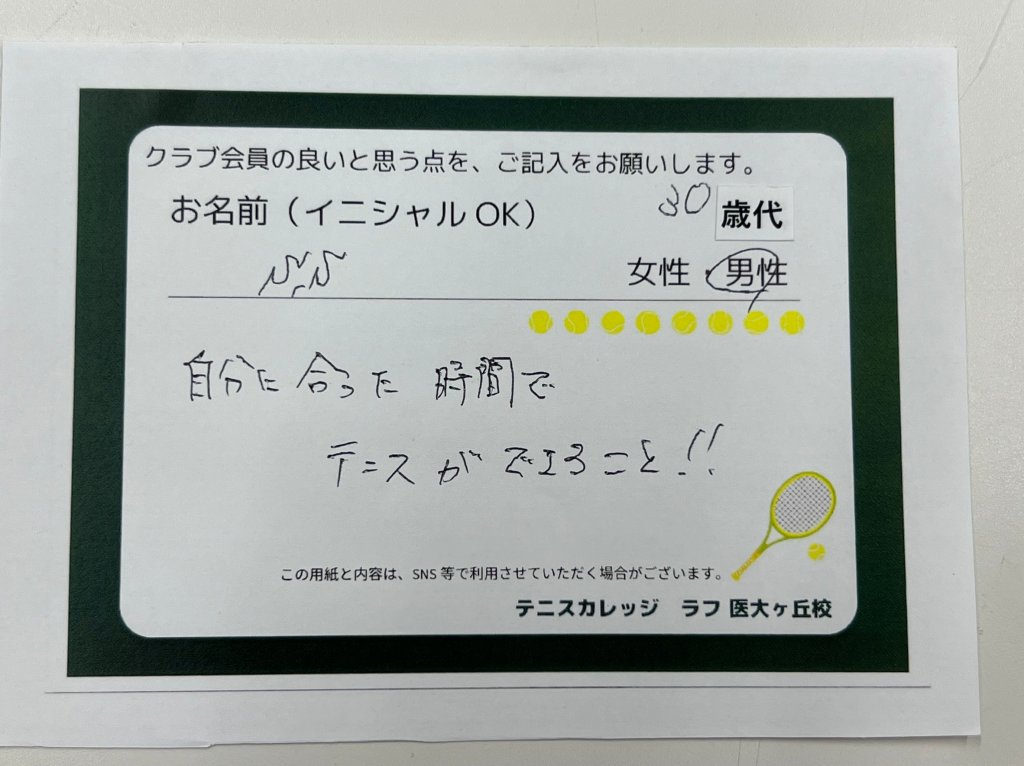 クラブ会員の良いと思う点を、ご記入をお願いします。
お名前（イニシャル OK）
30 歳代
N.N
女性 ・ 男性
自分に合った 時間で
テニスができること!!
この用紙と内容は、SNS 等で利用させていただく場合がございます。
テニスカレッジ ラフ 医大ヶ丘校